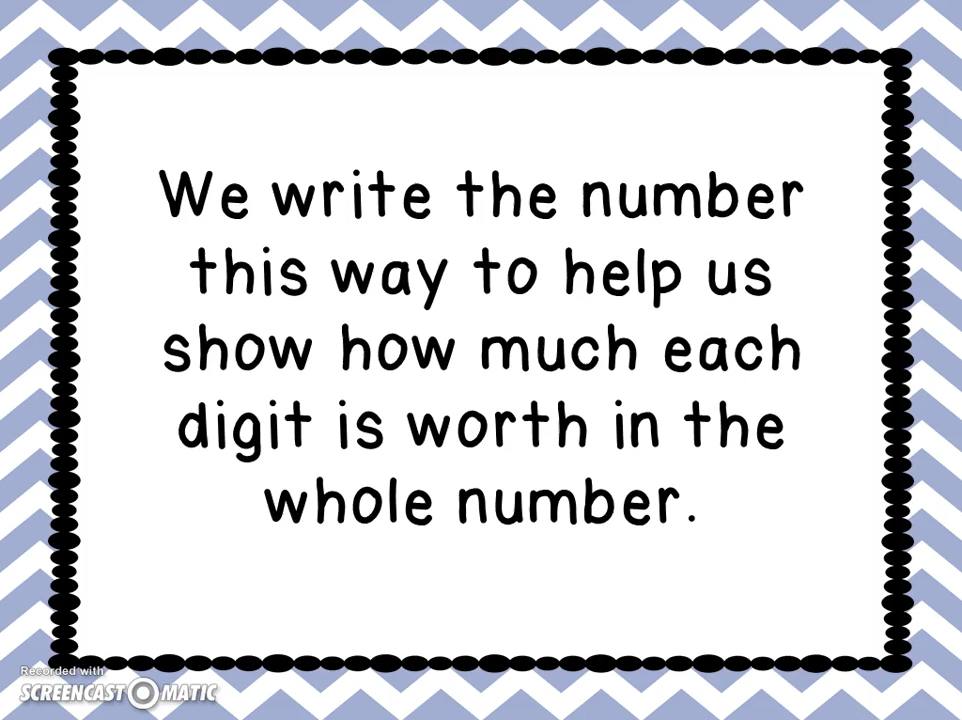 We write the number
this way to help us
show how much each
digit is worth in the
whole number.
Recorded with
SCREENCAST-O-MATIC